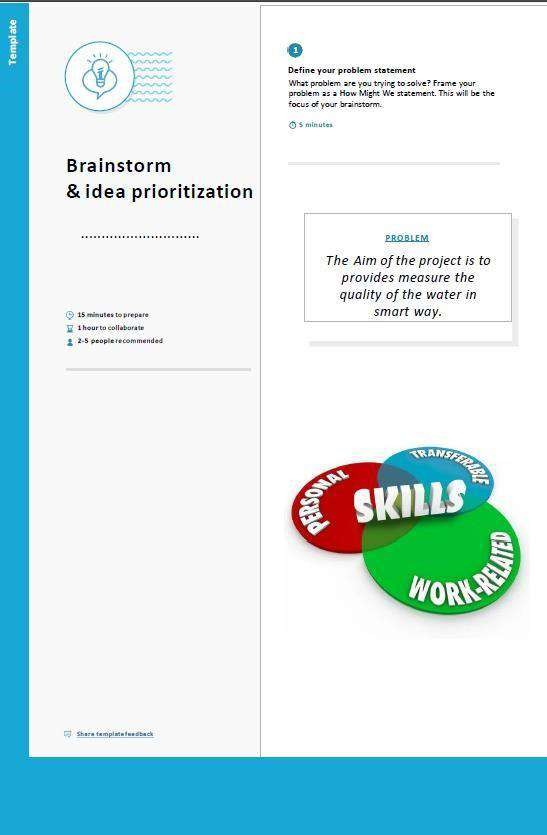 Template
Brainstorm
& idea prioritization
15 minutes to prepare
1 hour to collaborate
2-5 people recommended
Share template feedback
1
Define your problem statement
What problem are you trying to solve? Frame your
problem as a How Might We statement. This will be the
focus of your brainstorm.
5 minutes
PROBLEM
The Aim of the project is to
provides measure the
quality of the water in
smart way.
PERSONAL
TRANSFERABLE
SKILLS
WORK-RELATED